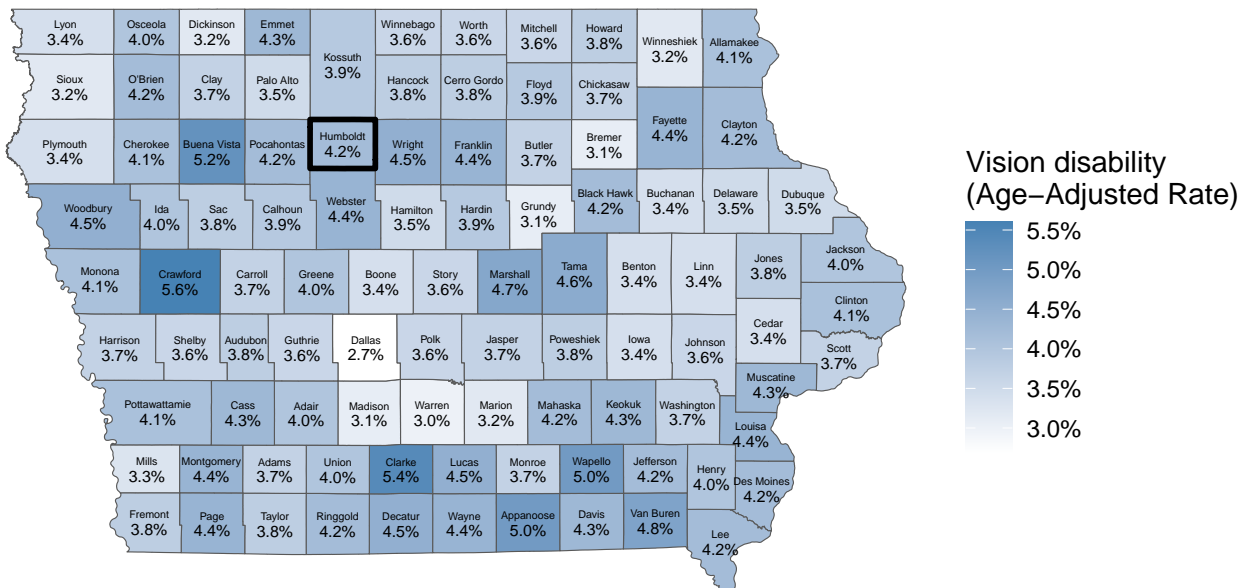 Lyon
3.4%
Osceola
4.0%
Dickinson
3.2%
Emmet
4.3%
Kossuth
3.9%
Winnebago
3.6%
Worth
3.6%
Mitchell
3.6%
Howard
3.8%
Winneshiek
3.2%
Allamakee
4.1%
Sioux
3.2%
O'Brien
4.2%
Clay
3.7%
Palo Alto
3.5%
Hancock
3.8%
Cerro Gordo
3.8%
Floyd
3.9%
Chickasaw
3.7%
Fayette
4.4%
Clayton
4.2%
Plymouth
3.4%
Cherokee
4.1%
Buena Vista
5.2%
Pocahontas
4.2%
Humboldt
4.2%
Wright
4.5%
Franklin
4.4%
Butler
3.7%
Bremer
3.1%
Woodbury
4.5%
Ida
4.0%
Sac
3.8%
Calhoun
3.9%
Webster
4.4%
Hamilton
3.5%
Hardin
3.9%
Grundy
3.1%
Black Hawk
4.2%
Buchanan
3.4%
Delaware
3.5%
Dubuque
3.5%
Monona
4.1%
Crawford
5.6%
Carroll
3.7%
Greene
4.0%
Boone
3.4%
Story
3.6%
Marshall
4.7%
Tama
4.6%
Benton
3.4%
Linn
3.4%
Jones
3.8%
Jackson
4.0%
Clinton
4.1%
Harrison
3.7%
Shelby
3.6%
Audubon
3.8%
Guthrie
3.6%
Dallas
2.7%
Polk
3.6%
Jasper
3.7%
Poweshiek
3.8%
Iowa
3.4%
Johnson
3.6%
Cedar
3.4%
Scott
3.7%
Muscatine
4.3%
Pottawattamie
4.1%
Cass
4.3%
Adair
4.0%
Madison
3.1%
Warren
3.0%
Marion
3.2%
Mahaska
4.2%
Keokuk
4.3%
Washington
3.7%
Louisa
4.4%
Mills
3.3%
Montgomery
4.4%
Adams
3.7%
Union
4.0%
Clarke
5.4%
Lucas
4.5%
Monroe
3.7%
Wapello
5.0%
Jefferson
4.2%
Henry
4.0%
Des Moines
4.2%
Fremont
3.8%
Page
4.4%
Taylor
3.8%
Ringgold
4.2%
Decatur
4.5%
Wayne
4.4%
Appanoose
5.0%
Davis
4.3%
Van Buren
4.8%
Lee
4.2%
Vision disability
(Age−Adjusted Rate)
5.5%
5.0%
4.5%
4.0%
3.5%
3.0%